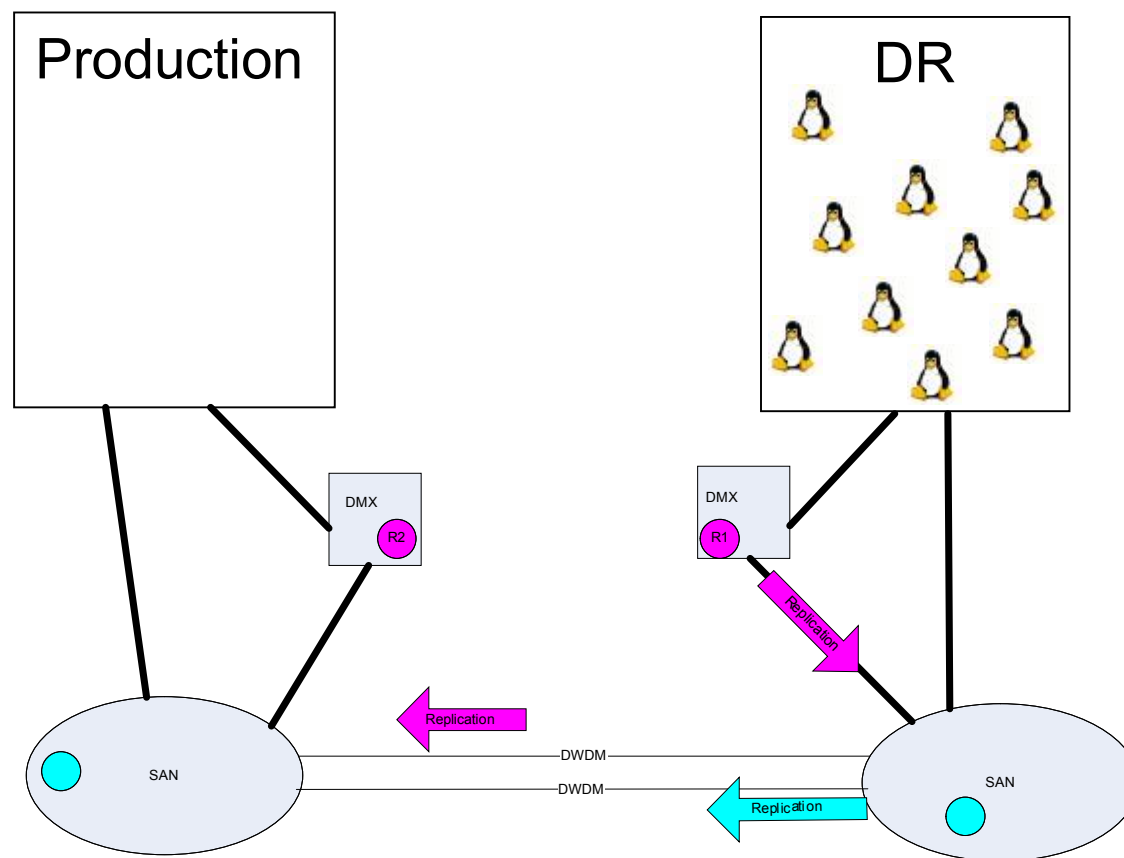 Production
DR
DMX
R2
DMX
R1
Replication
Replication
DWDM
SAN
DWDM
Replication
SAN